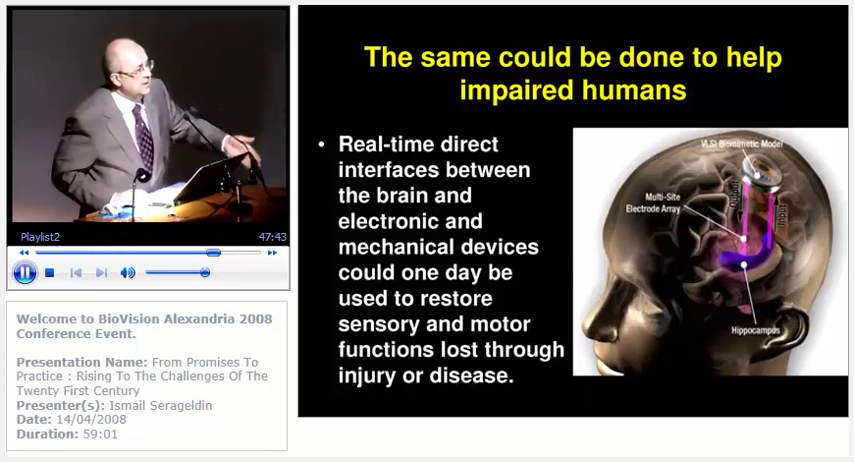 The same could be done to help
impaired humans
• Real-time direct
interfaces between
the brain and
electronic and
mechanical devices
could one day be
used to restore
sensory and motor
functions lost through
injury or disease.
VLSI Biomimetic Model
Multi-Site
Electrode Array
Output
Input
Hippocampus
Playlist2
47:43
Welcome to BioVision Alexandria 2008
Conference Event.
Presentation Name: From Promises To
Practice : Rising To The Challenges Of The
Twenty First Century
Presenter(s): Ismail Serageldin
Date: 14/04/2008
Duration: 59:01